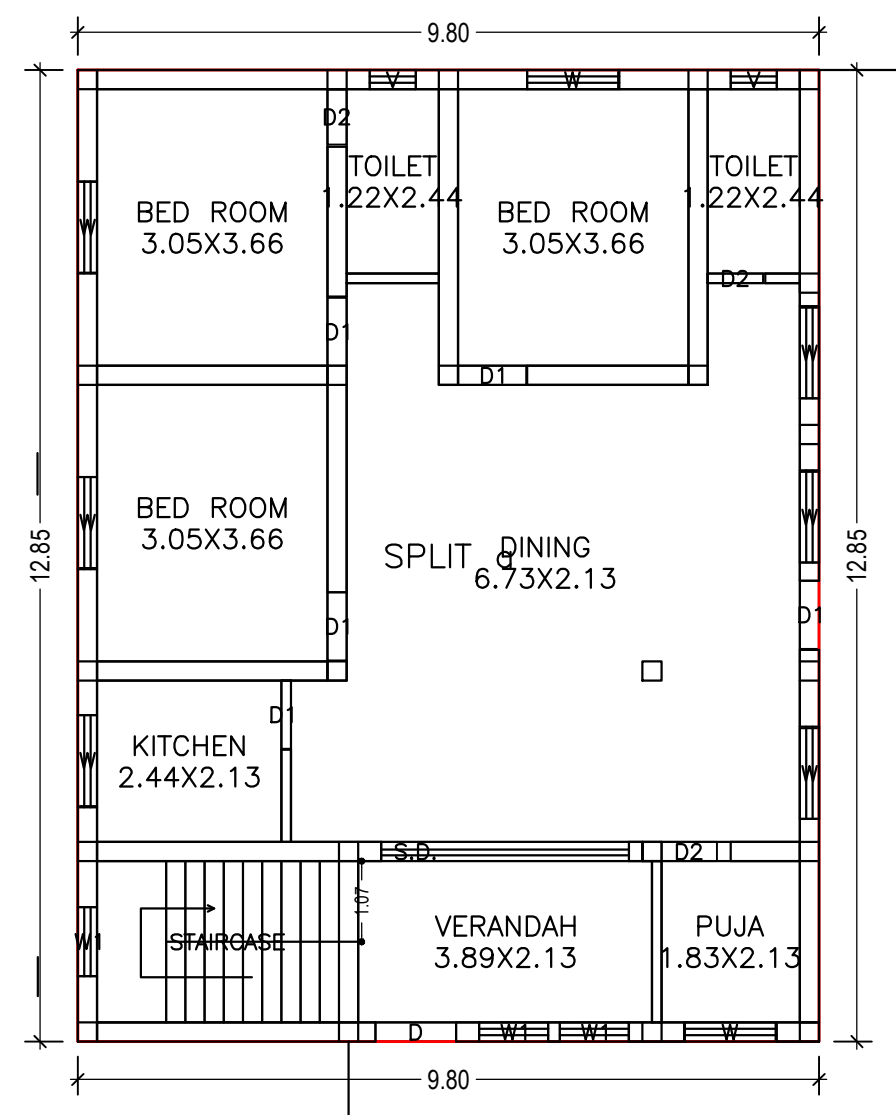 9.80
V
W
V
D2
TOILET
1.22X2.44
TOILET
1.22X2.44
BED ROOM
3.05X3.66
BED ROOM
3.05X3.66
W
D2
D1
W
D1
BED ROOM
3.05X3.66
W
W
SPLIT a
DINING
6.73X2.13
12.85
12.85
D1
D1
D1
KITCHEN
2.44X2.13
W
W
S.D.
D2
1.07
VERANDAH
3.89X2.13
PUJA
1.83X2.13
W1
STAIRCASE
D
W1
W1
W
9.80